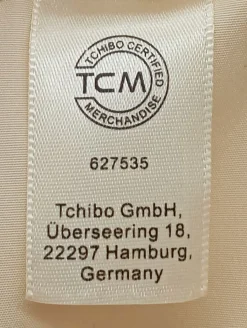 TCHIBO CERTIFIED
TCM
MERCHANDISE
627535
Tchibo GmbH,
Überseering 18,
22297 Hamburg,
Germany